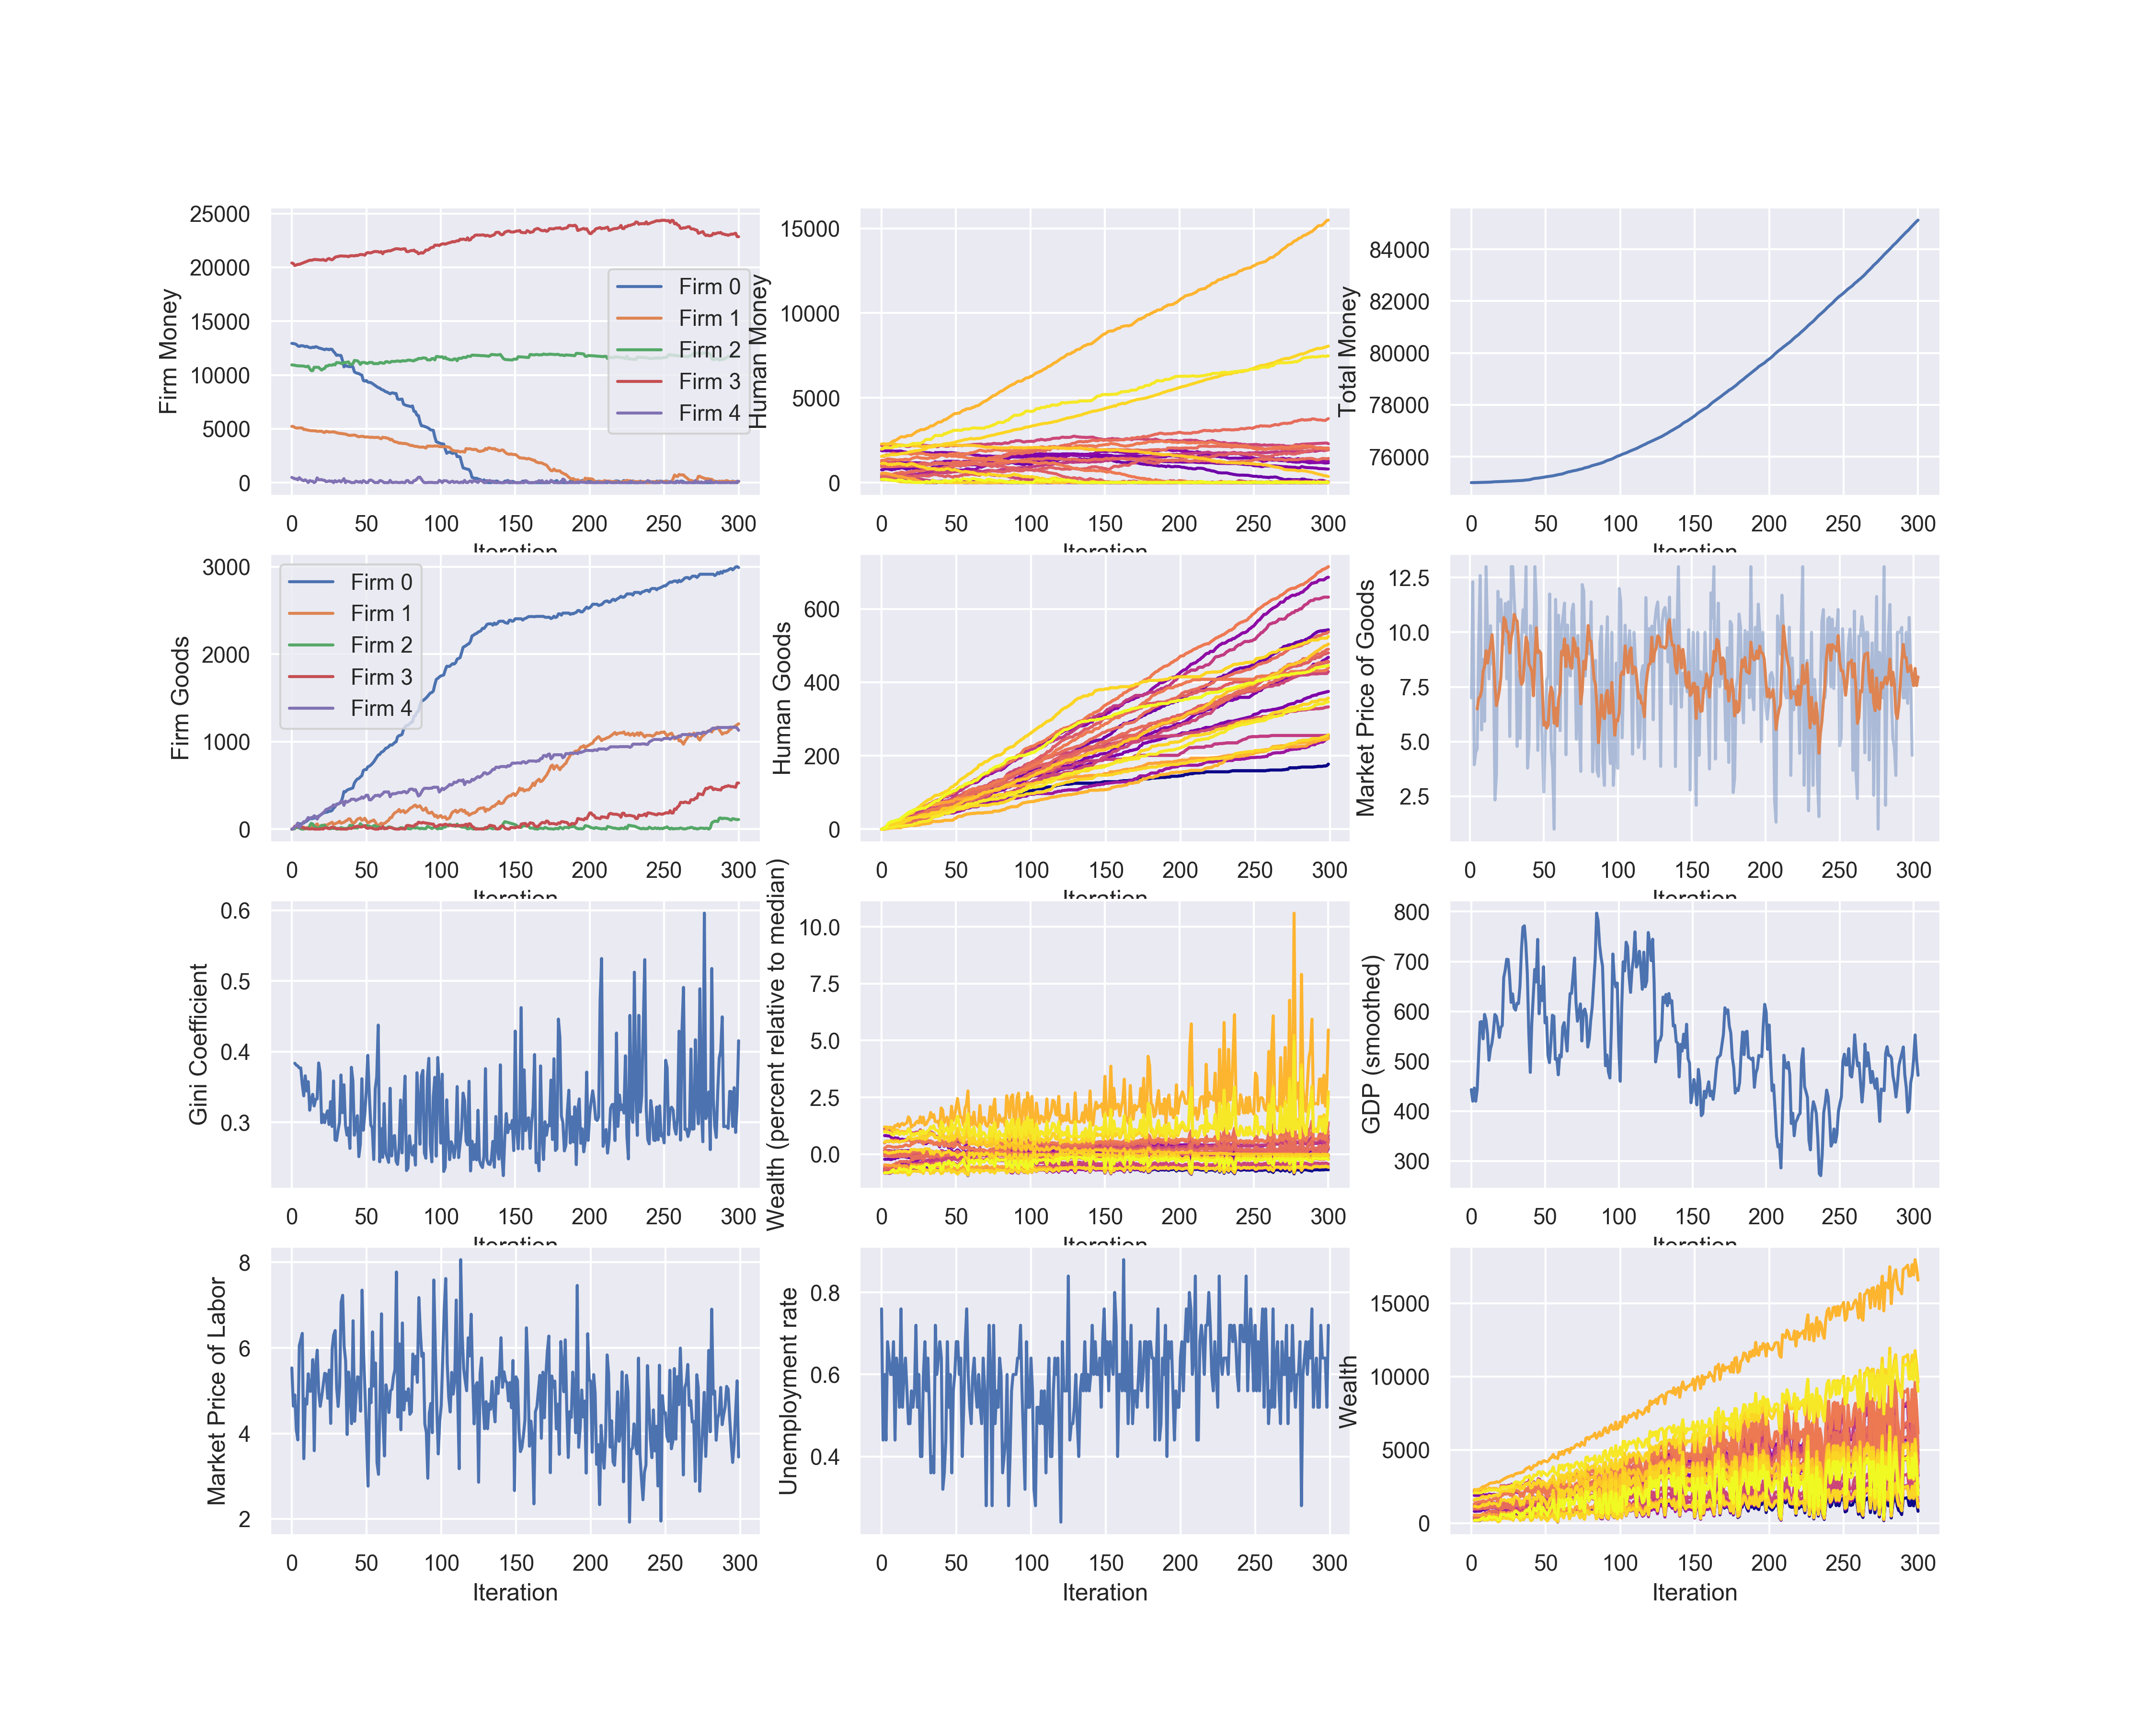 Firm Money
25000
20000
15000
10000
5000
0
0 50 100 150 200 250 300
Iteration
Firm 0
Firm 1
Firm 2
Firm 3
Firm 4
Human Money
15000
10000
5000
0
0 50 100 150 200 250 300
Iteration
Total Money
84000
82000
80000
78000
76000
0 50 100 150 200 250 300
Iteration
Firm Goods
3000
2000
1000
0
0 50 100 150 200 250 300
Iteration
Firm 0
Firm 1
Firm 2
Firm 3
Firm 4
Human Goods
600
400
200
0
0 50 100 150 200 250 300
Iteration
Market Price of Goods
12.5
10.0
7.5
5.0
2.5
0 50 100 150 200 250 300
Iteration
Gini Coefficient
0.6
0.5
0.4
0.3
0 50 100 150 200 250 300
Iteration
Wealth (percent relative to median)
10.0
7.5
5.0
2.5
0.0
0 50 100 150 200 250 300
Iteration
GDP (smoothed)
800
700
600
500
400
300
0 50 100 150 200 250 300
Iteration
Market Price of Labor
8
6
4
2
0 50 100 150 200 250 300
Iteration
Unemployment rate
0.8
0.6
0.4
0 50 100 150 200 250 300
Iteration
Wealth
15000
10000
5000
0
0 50 100 150 200 250 300
Iteration